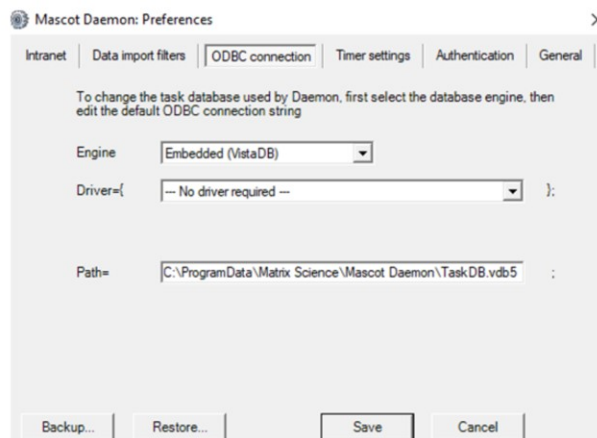 Mascot Daemon: Preferences
Intranet Data import filters ODBC connection Timer settings Authentication General
To change the task database used by Daemon, first select the database engine, then
edit the default ODBC connection string
Engine Embedded (VistaDB)
Driver={ --- No driver required --- };
Path= C:\ProgramData\Matrix Science\Mascot Daemon\TaskDB.vdb5 ;
Backup... Restore... Save Cancel